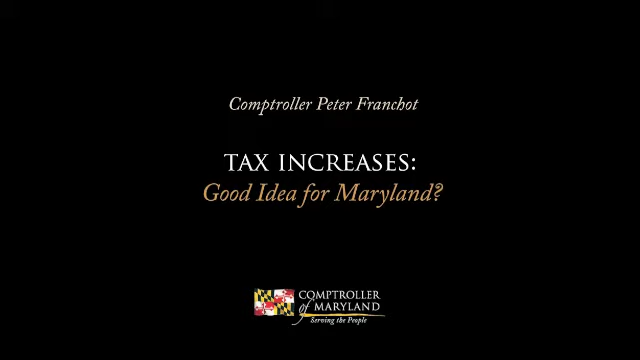 Comptroller Peter Franchot
TAX INCREASES:
Good Idea for Maryland?
COMPTROLLER
of MARYLAND
Serving the People